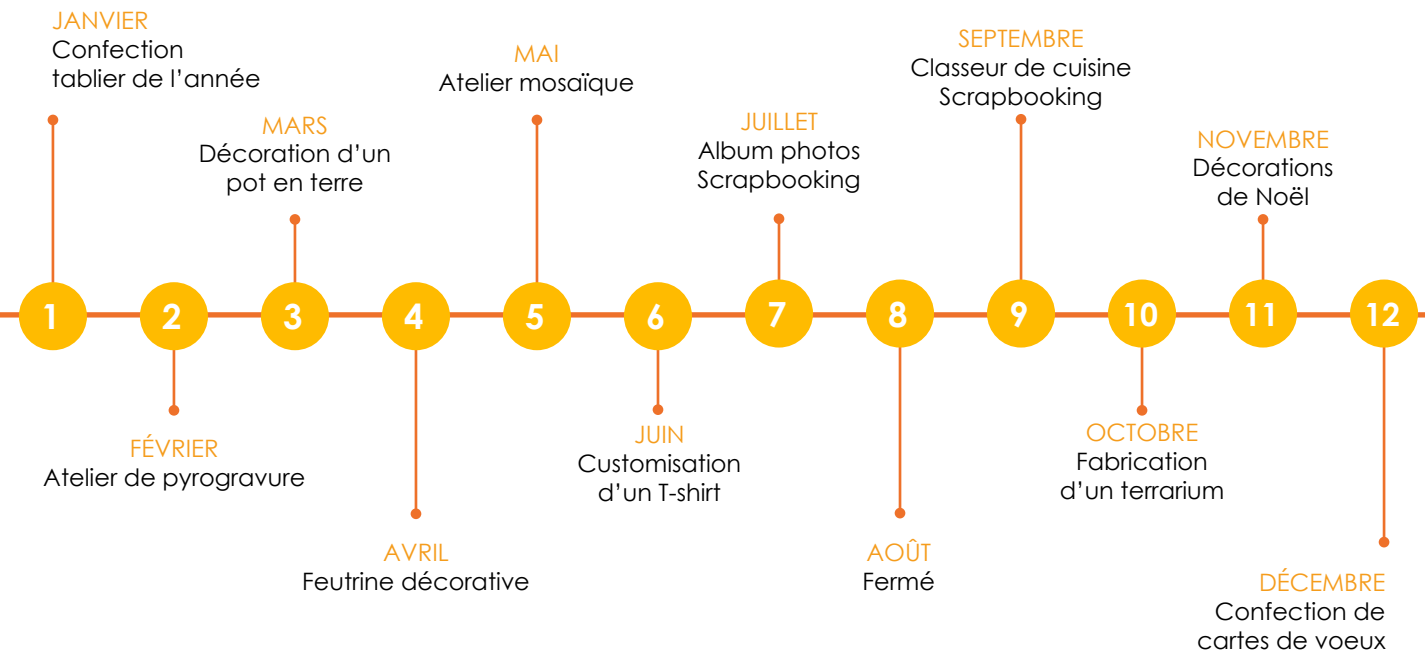 JANVIER
Confection
tablier de l’année
MARS
Décoration d’un
pot en terre
MAI
Atelier mosaïque
JUILLET
Album photos
Scrapbooking
SEPTEMBRE
Classeur de cuisine
Scrapbooking
NOVEMBRE
Décorations
de Noël
1 2 3 4 5 6 7 8 9 10 11 12
FÉVRIER
Atelier de pyrogravure
AVRIL
Feutrine décorative
JUIN
Customisation
d’un T-shirt
AOÛT
Fermé
OCTOBRE
Fabrication
d’un terrarium
DÉCEMBRE
Confection de
cartes de voeux